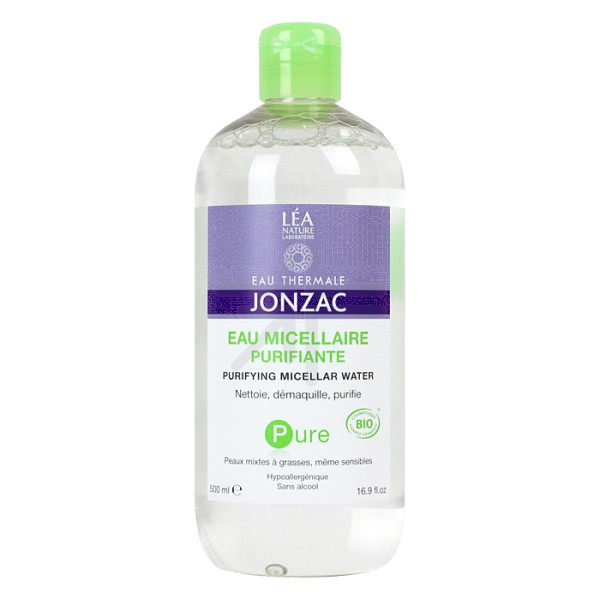 LÉA
NATURE
LABORATOIRE
EAU THERMALE
JONZAC
EAU MICELLAIRE
PURIFIANTE
PURIFYING MICELLAR WATER
Nettoie, démaquille, purifie
Pure
BIO
Peaux mixtes à grasses, même sensibles
Hypoallergénique
Sans alcool
500 ml ℮
16.9 fl.oz